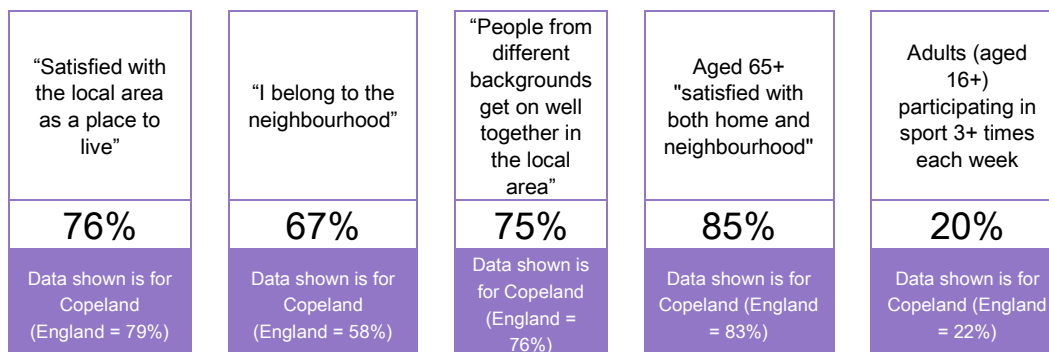 “Satisfied with
the local area
as a place to
live”
76%
Data shown is for
Copeland
(England = 79%)
“I belong to the
neighbourhood”
67%
Data shown is for
Copeland
(England = 58%)
“People from
different
backgrounds
get on well
together in
the local
area”
75%
Data shown is
for Copeland
(England =
76%)
Aged 65+
"satisfied with
both home and
neighbourhood"
85%
Data shown is for
Copeland (England
= 83%)
Adults (aged
16+)
participating in
sport 3+ times
each week
20%
Data shown is for
Copeland (England
= 22%)